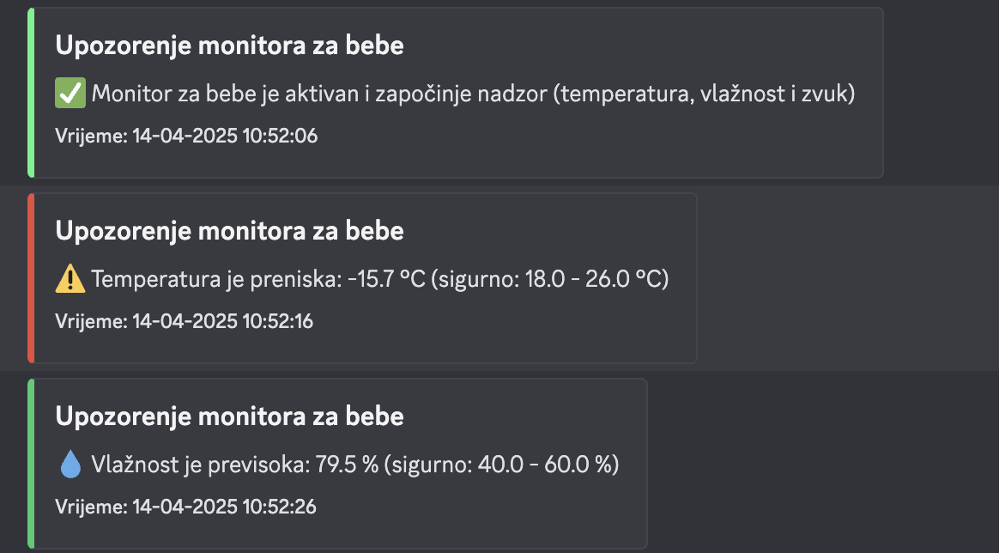 Upozorenje monitora za bebe
✅ Monitor za bebe je aktivan i započinje nadzor (temperatura, vlažnost i zvuk)
Vrijeme: 14-04-2025 10:52:06
Upozorenje monitora za bebe
⚠️ Temperatura je preniska: -15.7 °C (sigurno: 18.0 - 26.0 °C)
Vrijeme: 14-04-2025 10:52:16
Upozorenje monitora za bebe
💧 Vlažnost je previsoka: 79.5 % (sigurno: 40.0 - 60.0 %)
Vrijeme: 14-04-2025 10:52:26